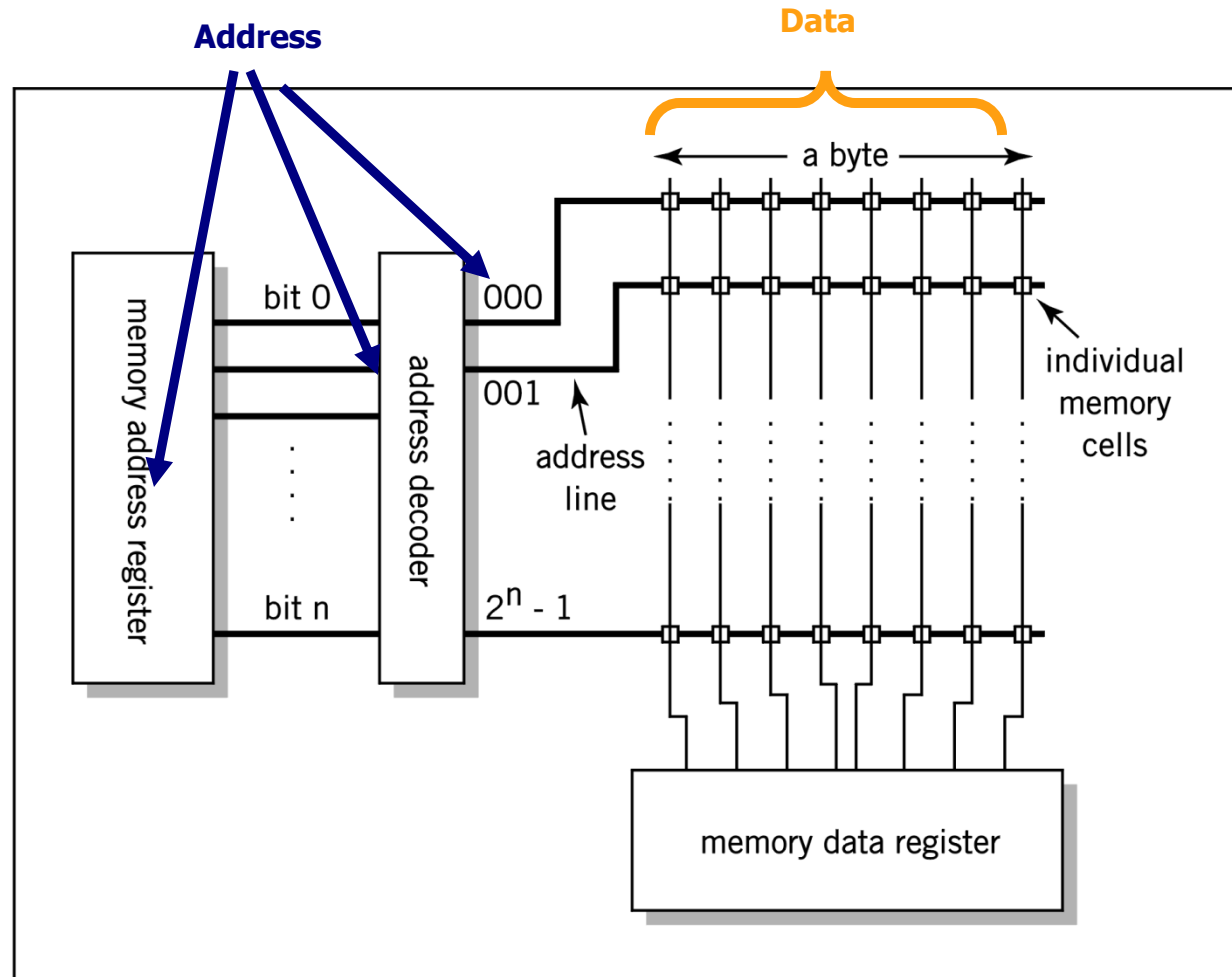 Address
Data
a byte
bit 0
000
001
individual
memory
cells
address
line
memory address register
address decoder
bit n
2ⁿ - 1
memory data register